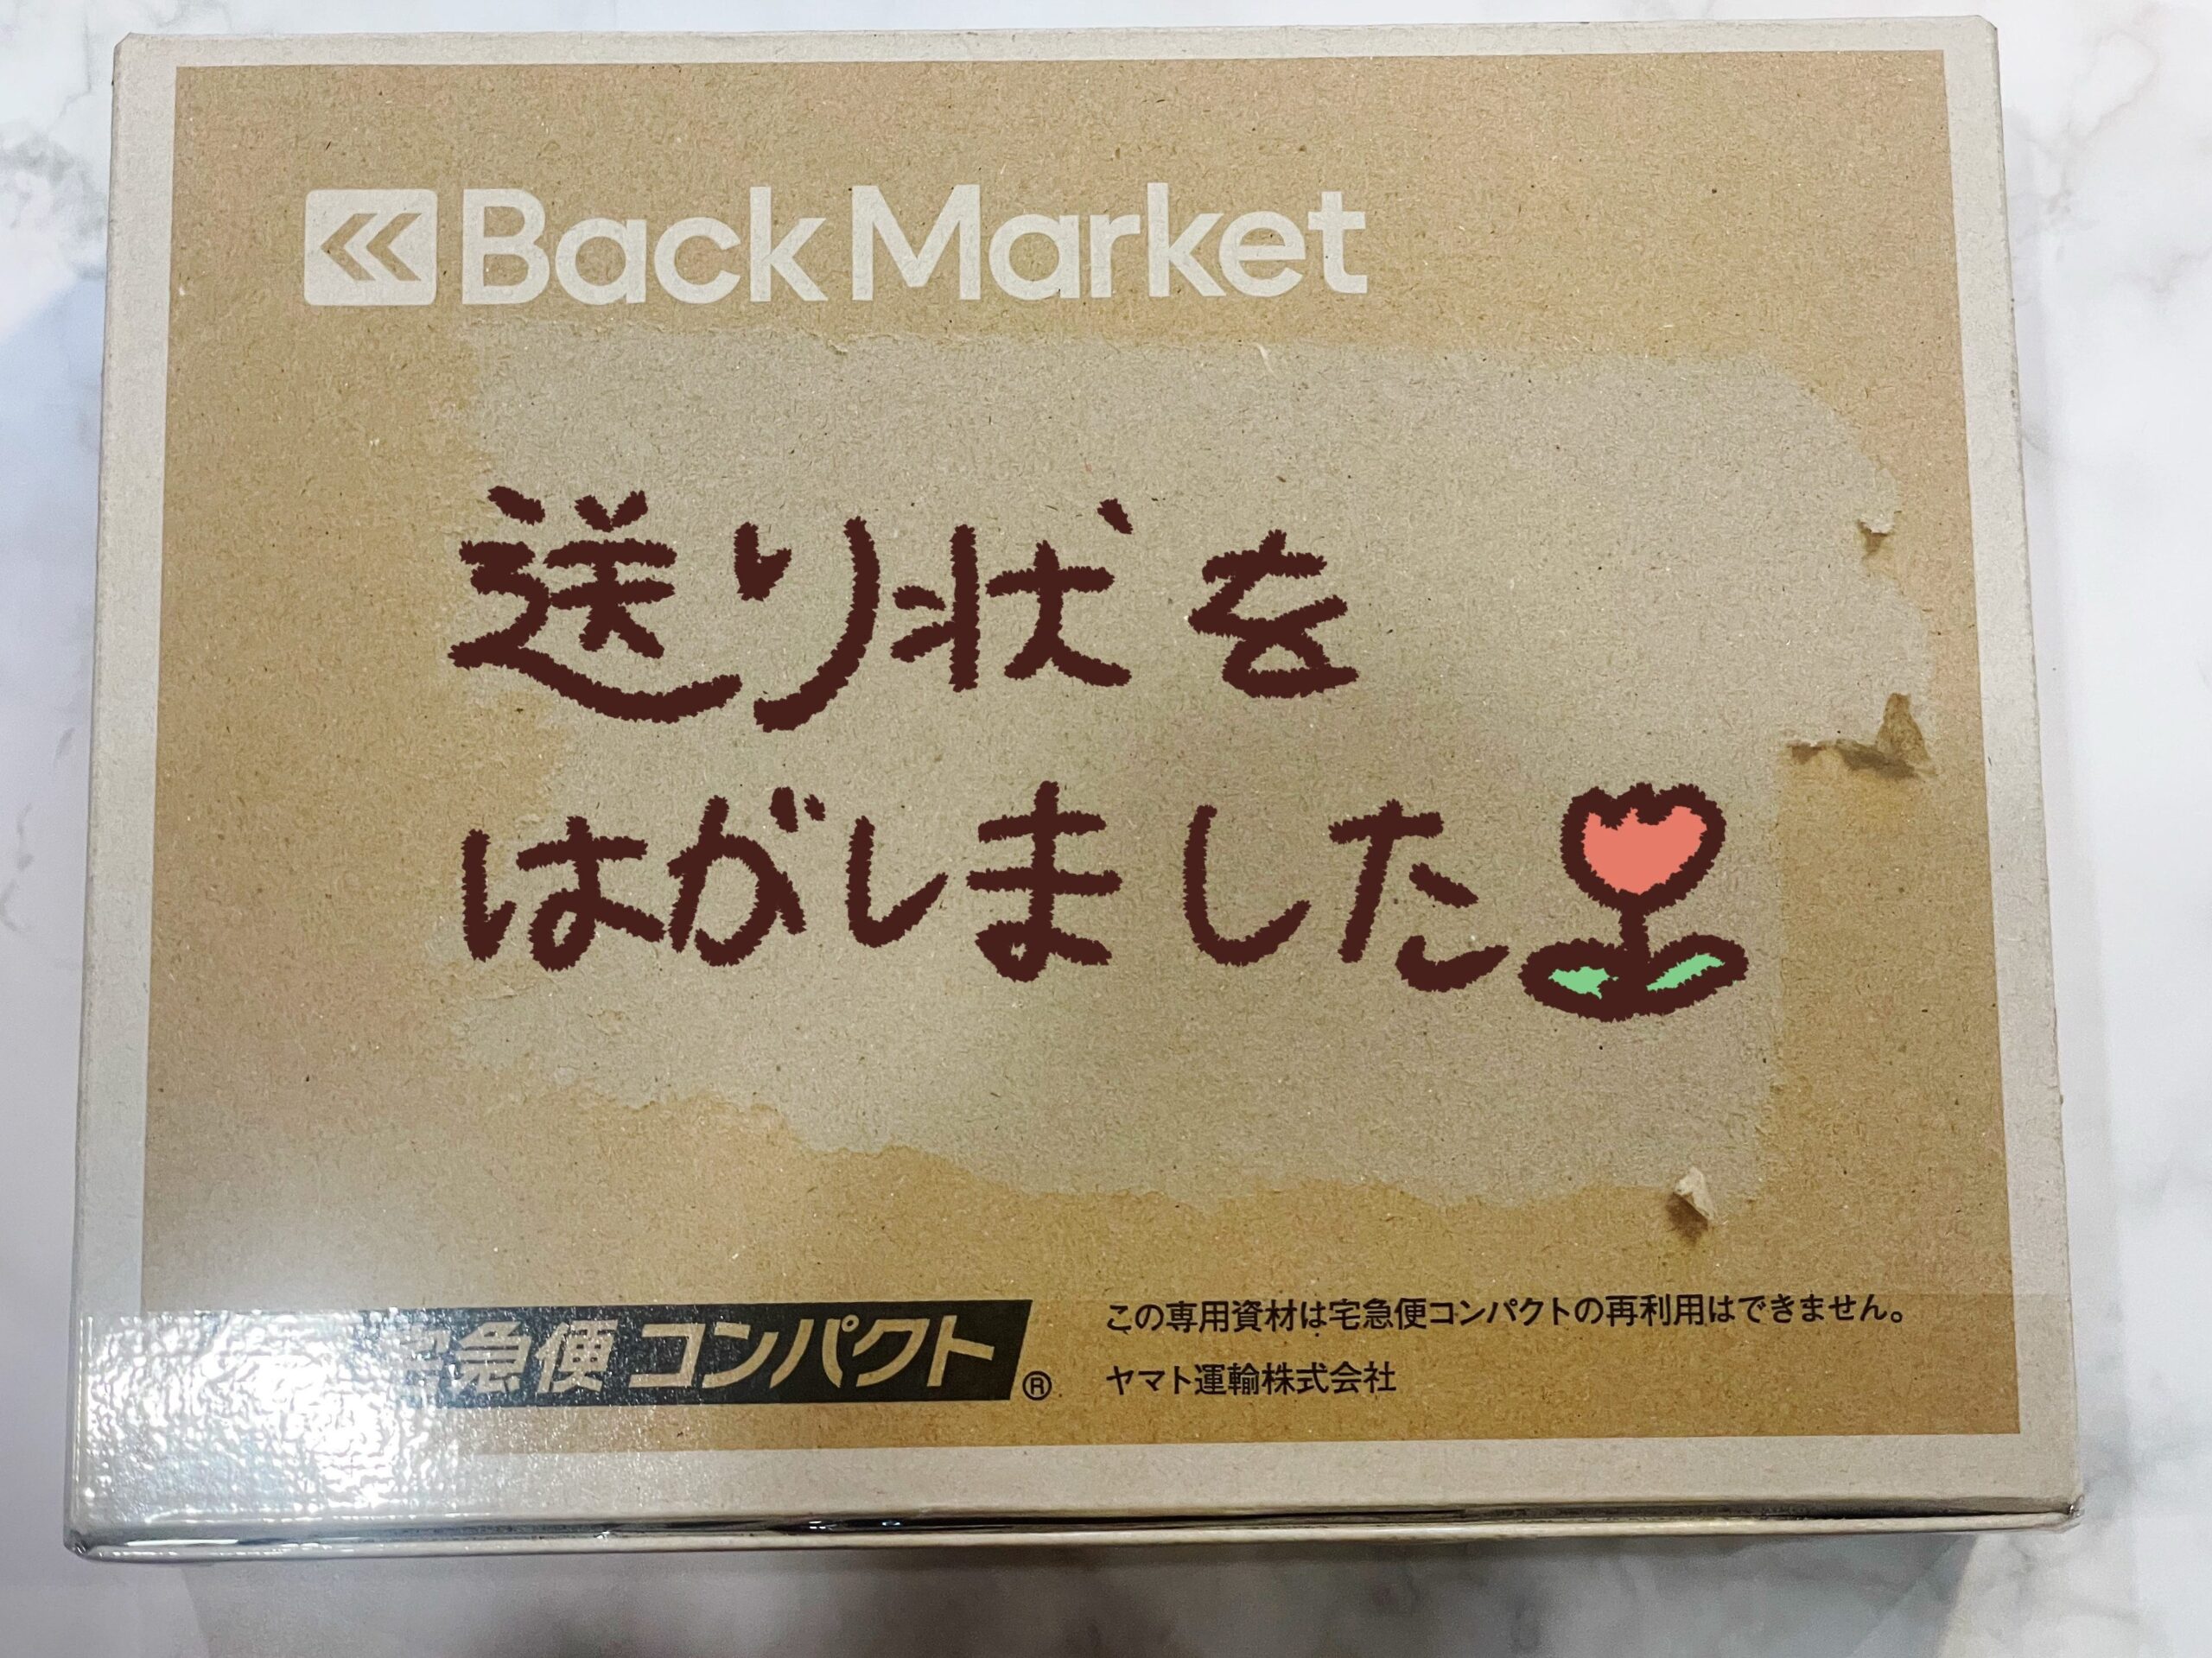 Back Market
送り状を
はがしました
宅急便 コンパクト ®
この専用資材は宅急便コンパクトの再利用はできません。
ヤマト運輸株式会社